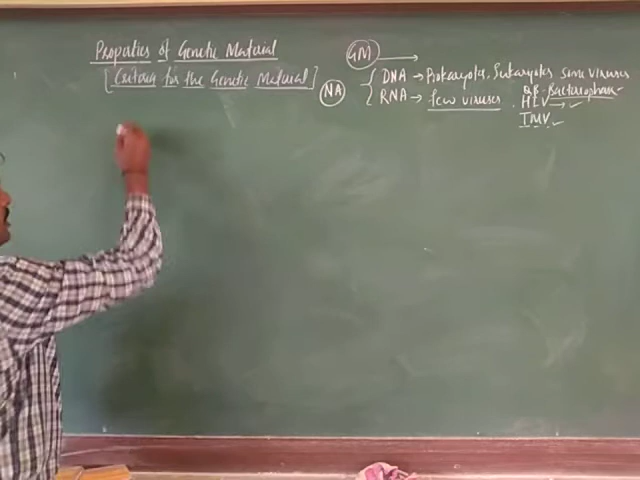 Properties of Genetic Material
[Criteria for the Genetic Material]
GM →
NA { DNA → Prokaryotes, Eukaryotes some viruses
RNA → few viruses . Qβ - Bacteriophage
HIV → ✓
TMV ✓